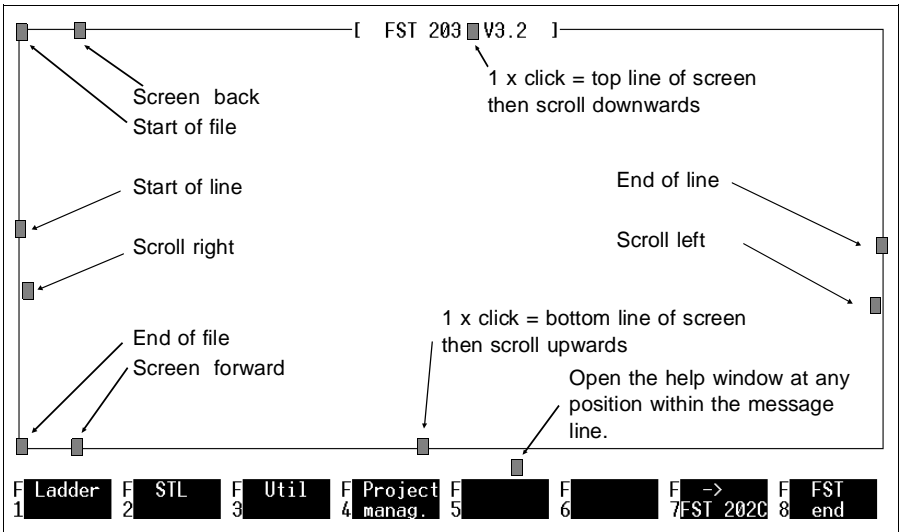 [ FST 203 V3.2 ]
1 x click = top line of screen
then scroll downwards
Screen back
Start of file
Start of line
End of line
Scroll right
Scroll left
1 x click = bottom line of screen
then scroll upwards
End of file
Screen forward
Open the help window at any
position within the message
line.
F1 Ladder
F2 STL
F3 Util
F4 Project
manag.
F5
F6
F7 ->
FST 202C
F8 FST
end